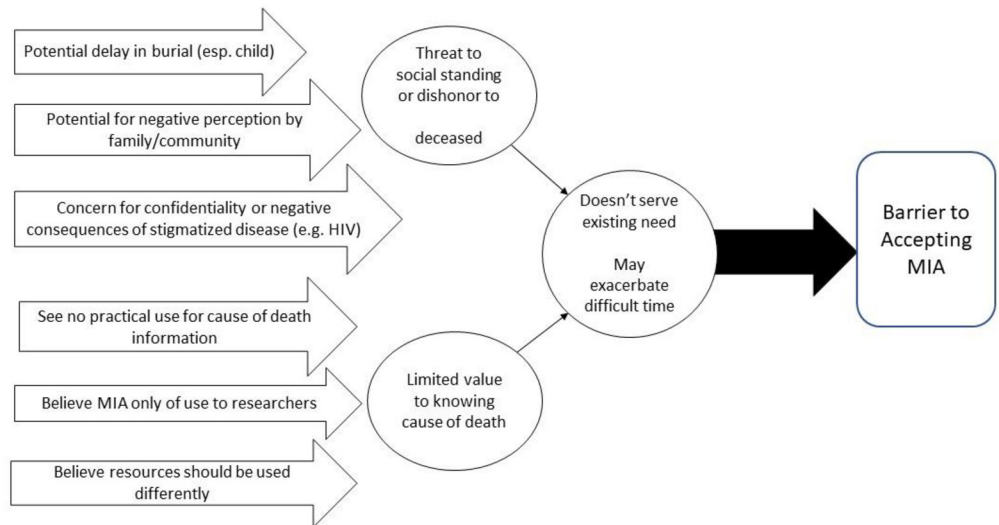 Potential delay in burial (esp. child)
Potential for negative perception by
family/community
Concern for confidentiality or negative
consequences of stigmatized disease (e.g. HIV)
See no practical use for cause of death
information
Believe MIA only of use to researchers
Believe resources should be used
differently
Threat to
social standing
or dishonor to
deceased
Limited value
to knowing
cause of death
Doesn’t serve
existing need
May
exacerbate
difficult time
Barrier to
Accepting
MIA